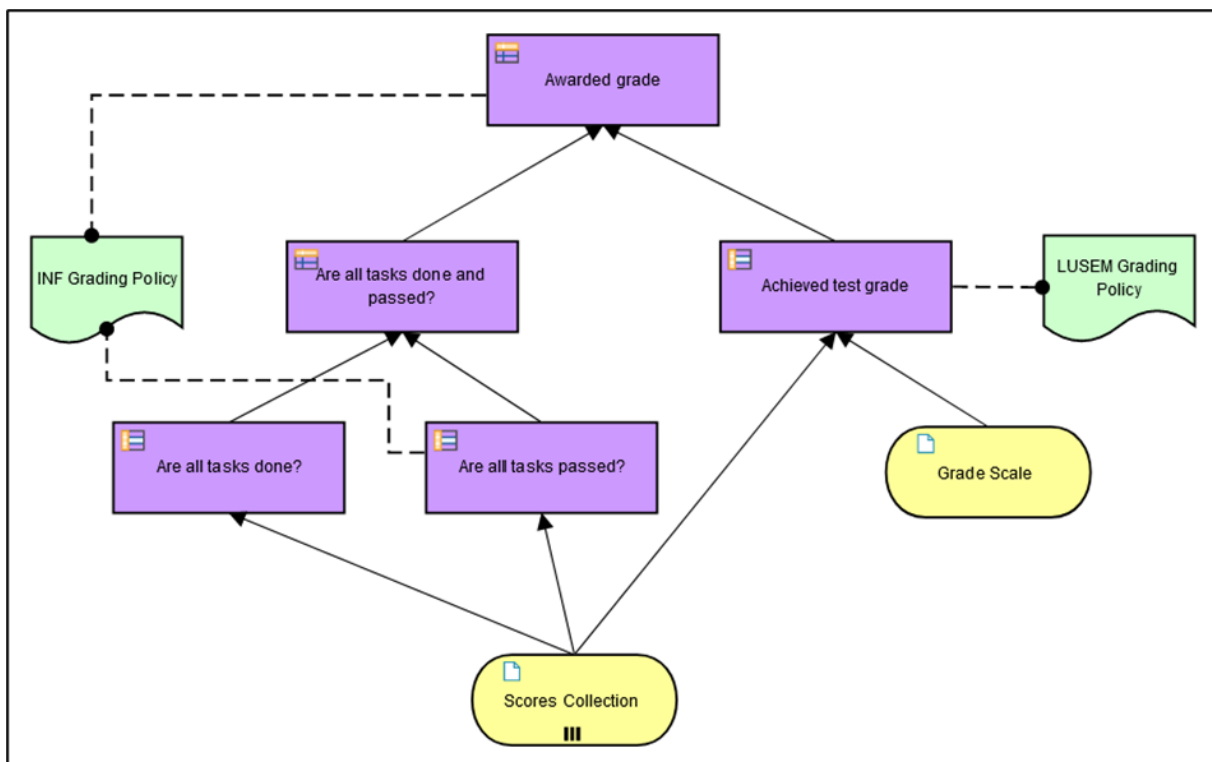 Awarded grade
INF Grading Policy
Are all tasks done and
passed?
Achieved test grade
LUSEM Grading
Policy
Are all tasks done?
Are all tasks passed?
Grade Scale
Scores Collection